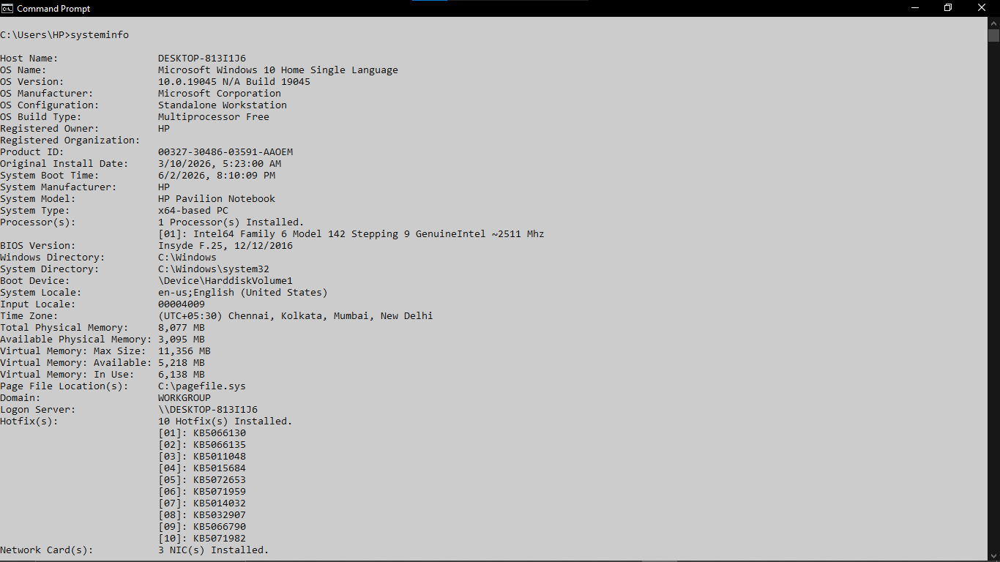 Command Prompt
C:\Users\HP>systeminfo
Host Name: DESKTOP-813I1J6
OS Name: Microsoft Windows 10 Home Single Language
OS Version: 10.0.19045 N/A Build 19045
OS Manufacturer: Microsoft Corporation
OS Configuration: Standalone Workstation
OS Build Type: Multiprocessor Free
Registered Owner: HP
Registered Organization:
Product ID: 00327-30486-03591-AAOEM
Original Install Date: 3/10/2026, 5:23:00 AM
System Boot Time: 6/2/2026, 8:10:09 PM
System Manufacturer: HP
System Model: HP Pavilion Notebook
System Type: x64-based PC
Processor(s): 1 Processor(s) Installed.
[01]: Intel64 Family 6 Model 142 Stepping 9 GenuineIntel ~2511 Mhz
BIOS Version: Insyde F.25, 12/12/2016
Windows Directory: C:\Windows
System Directory: C:\Windows\system32
Boot Device: \Device\HarddiskVolume1
System Locale: en-us;English (United States)
Input Locale: 00004009
Time Zone: (UTC+05:30) Chennai, Kolkata, Mumbai, New Delhi
Total Physical Memory: 8,077 MB
Available Physical Memory: 3,095 MB
Virtual Memory: Max Size: 11,356 MB
Virtual Memory: Available: 5,218 MB
Virtual Memory: In Use: 6,138 MB
Page File Location(s): C:\pagefile.sys
Domain: WORKGROUP
Logon Server: \\DESKTOP-813I1J6
Hotfix(s): 10 Hotfix(s) Installed.
[01]: KB5066130
[02]: KB5066135
[03]: KB5011048
[04]: KB5015684
[05]: KB5072653
[06]: KB5071959
[07]: KB5014032
[08]: KB5032907
[09]: KB5066790
[10]: KB5071982
Network Card(s): 3 NIC(s) Installed.